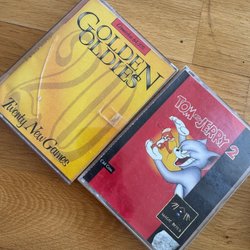 GOLDEN
OLDIES
Twenty New Games
TOM and JERRY 2